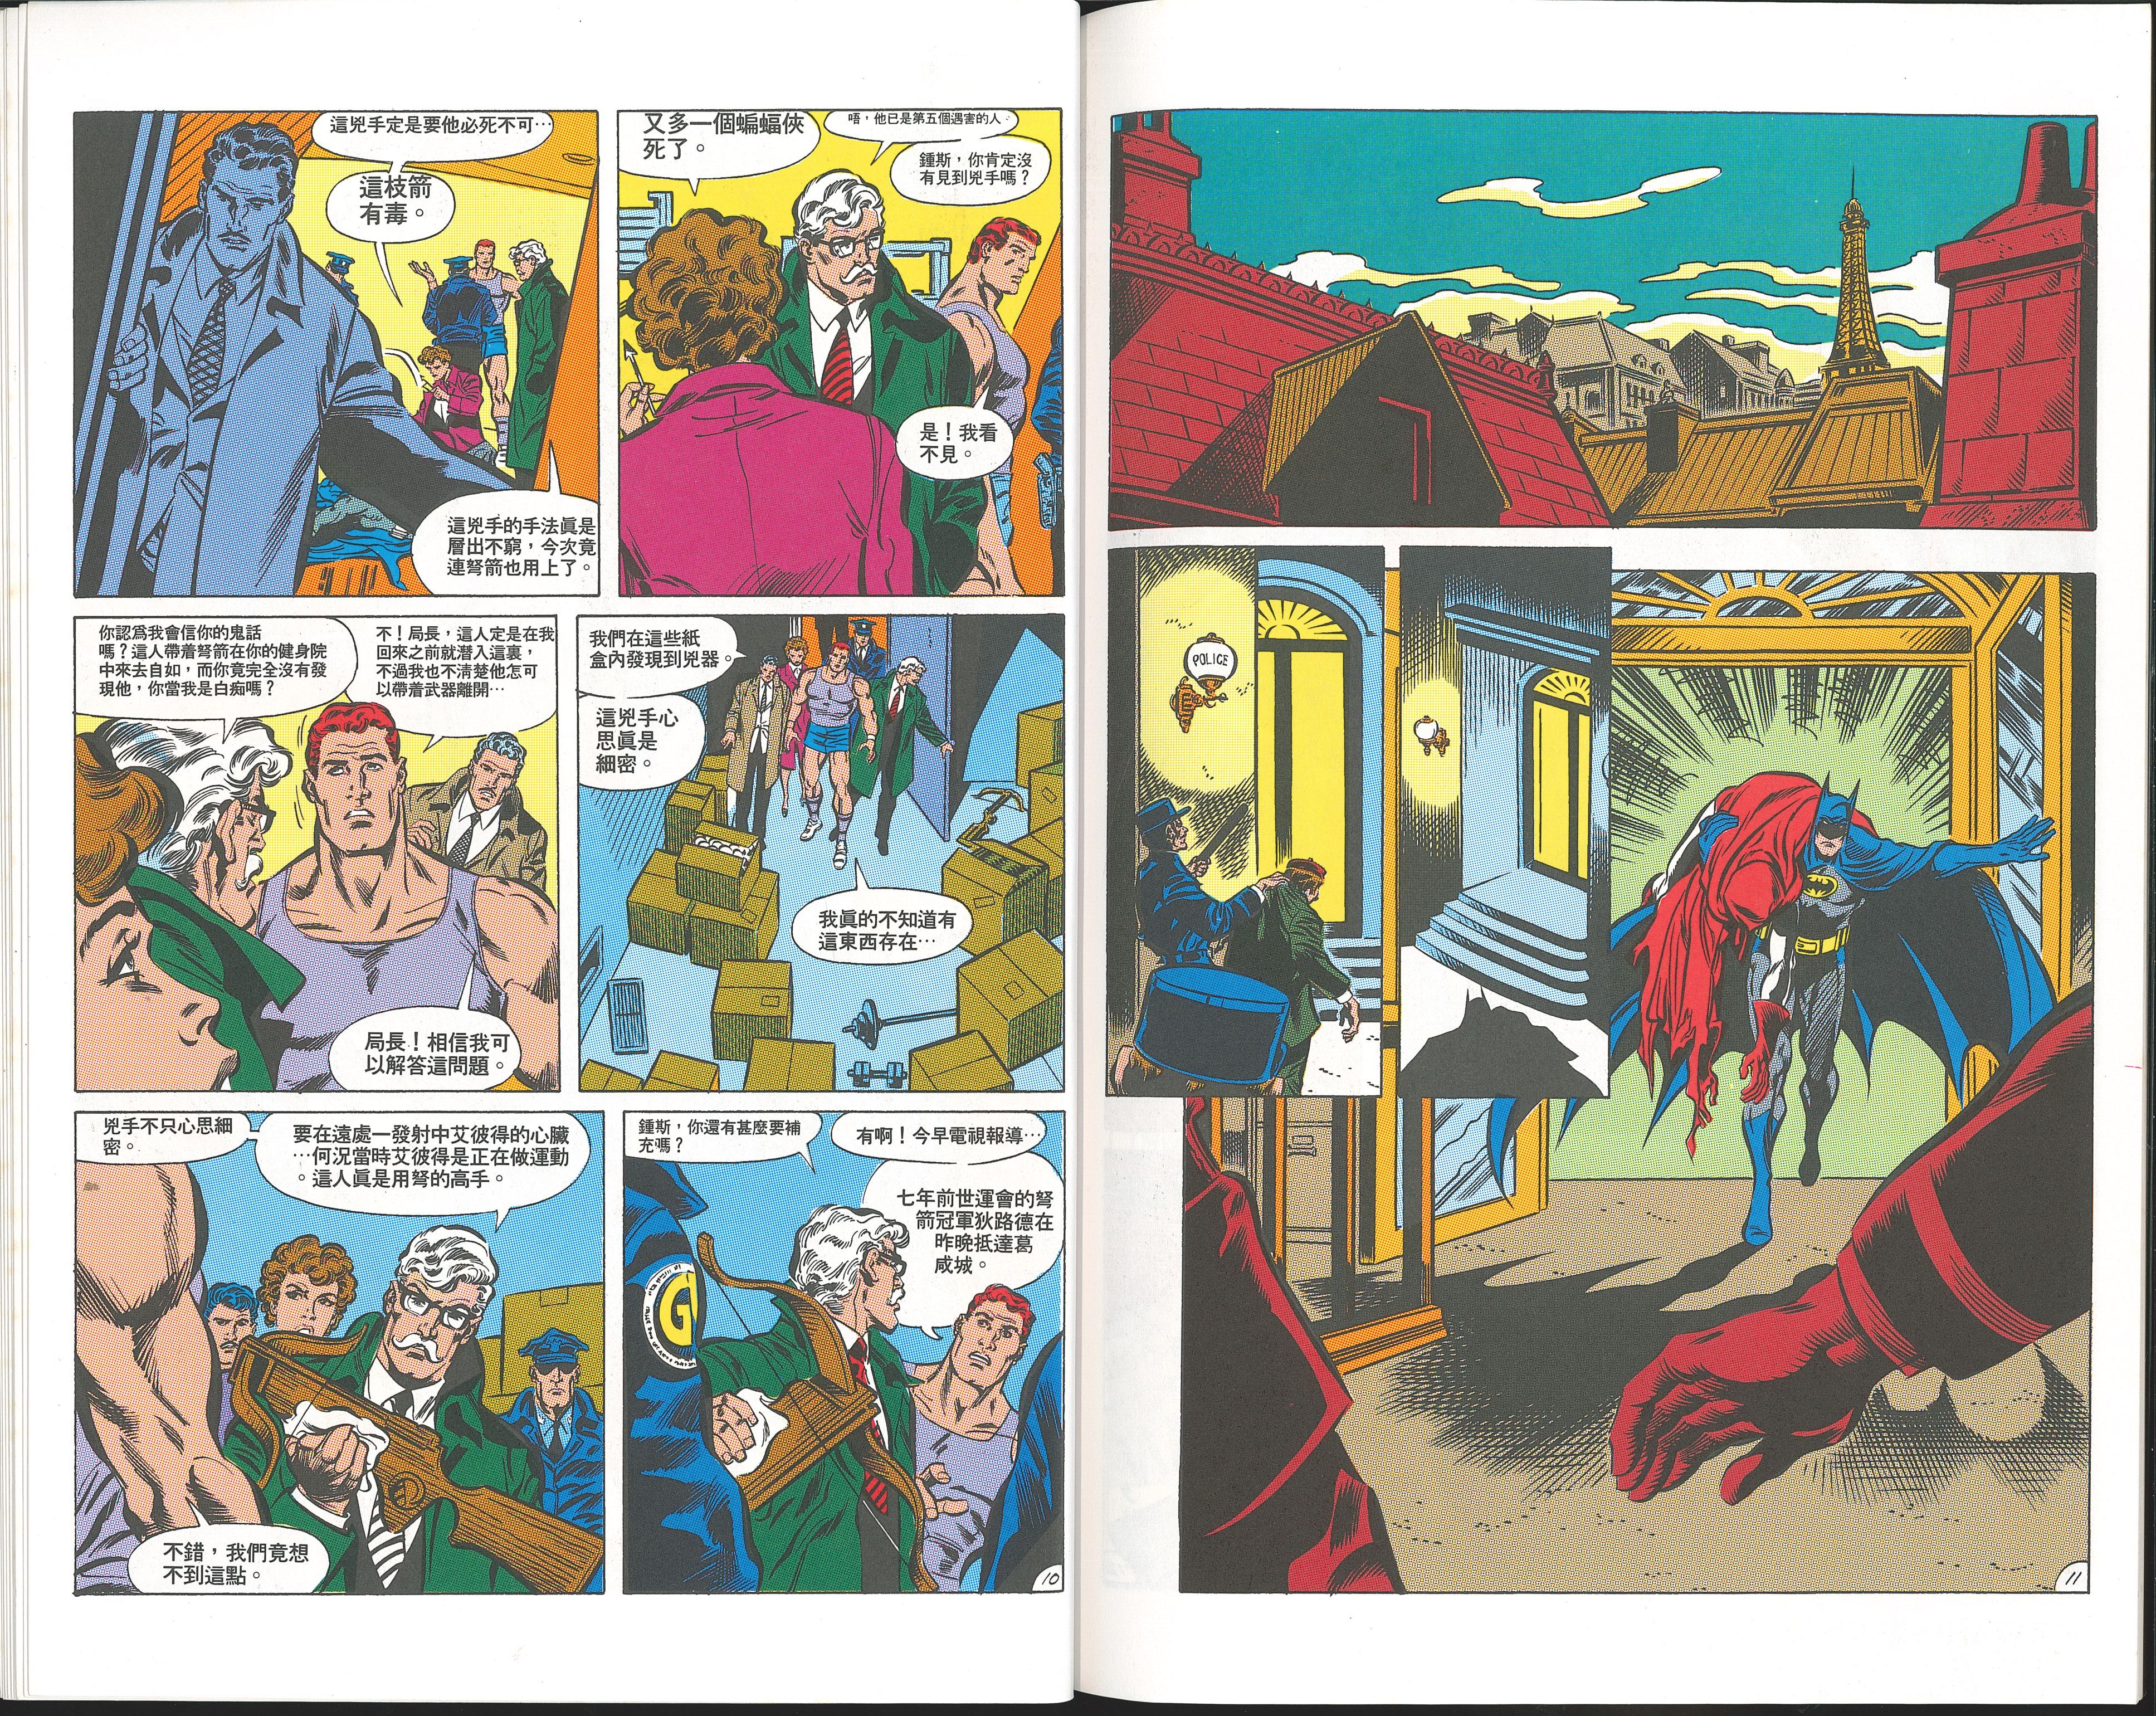 這兇手定是要他必死不可…
這枝箭
有毒。
這兇手的手法眞是
層出不窮，今次竟
連弩箭也用上了。
又多一個蝙蝠俠
死了。
唔，他已是第五個遇害的人。
鍾斯，你肯定沒
有見到兇手嗎？
是！我看
不見。
你認爲我會信你的鬼話
嗎？這人帶着弩箭在你的健身院
中來去自如，而你竟完全沒有發
現他，你當我是白痴嗎？
不！局長，這人定是在我
回來之前就潛入這裏，
不過我也不清楚他怎可
以帶着武器離開…
局長！相信我可
以解答這問題。
我們在這些紙
盒內發現到兇器。
這兇手心
思眞是
細密。
我眞的不知道有
這東西存在…
兇手不只心思細
密。
要在遠處一發射中艾彼得的心臟
…何況當時艾彼得是正在做運動
。這人眞是用弩的高手。
不錯，我們竟想
不到這點。
鍾斯，你還有甚麼要補
充嗎？
有啊！今早電視報導…
七年前世運會的弩
箭冠軍狄路德在
昨晚抵達葛
咸城。
G
10
POLICE
11